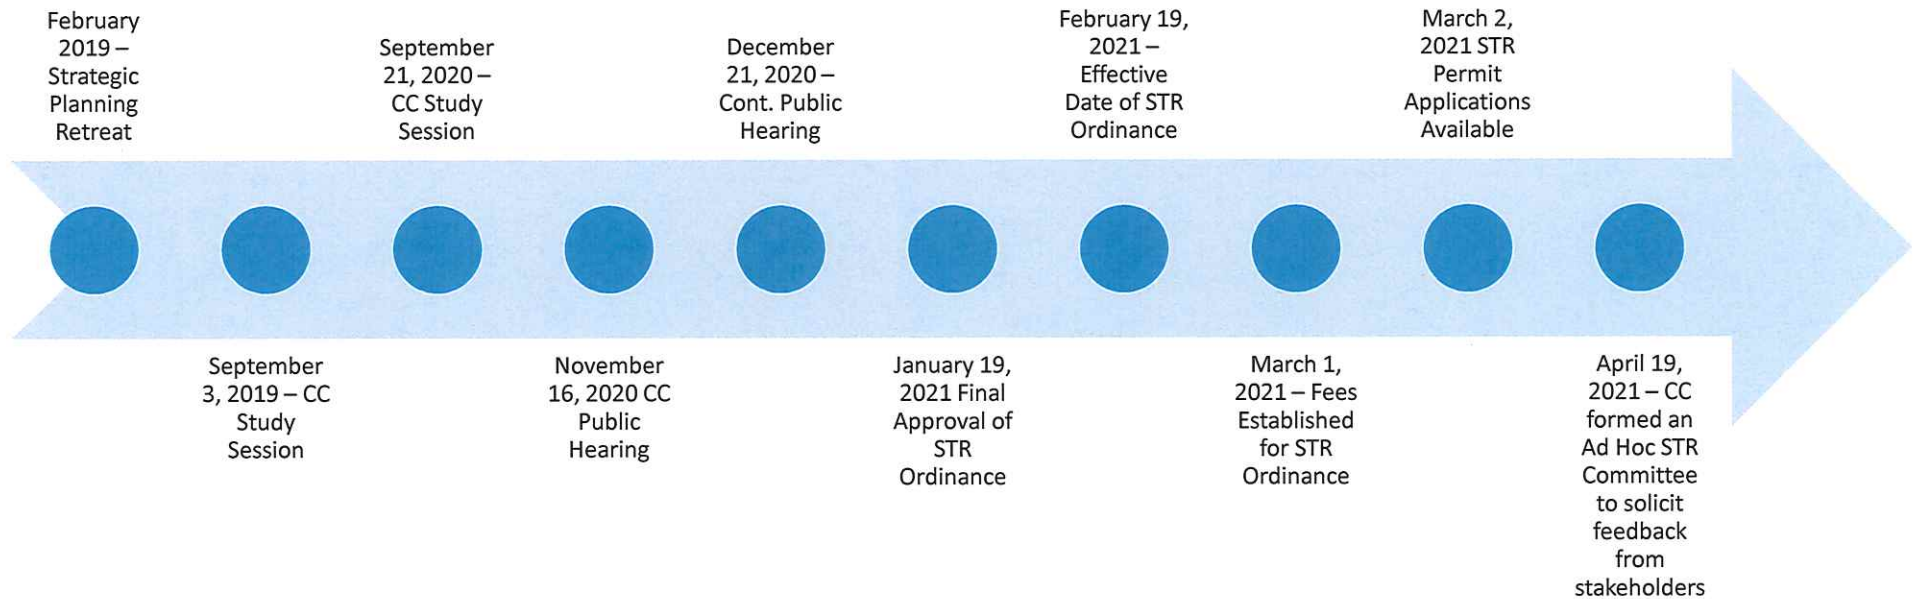 February
2019 –
Strategic
Planning
Retreat
September
21, 2020 –
CC Study
Session
December
21, 2020 –
Cont. Public
Hearing
February 19,
2021 –
Effective
Date of STR
Ordinance
March 2,
2021 STR
Permit
Applications
Available
September
3, 2019 – CC
Study
Session
November
16, 2020 CC
Public
Hearing
January 19,
2021 Final
Approval of
STR
Ordinance
March 1,
2021 – Fees
Established
for STR
Ordinance
April 19,
2021 – CC
formed an
Ad Hoc STR
Committee
to solicit
feedback
from
stakeholders